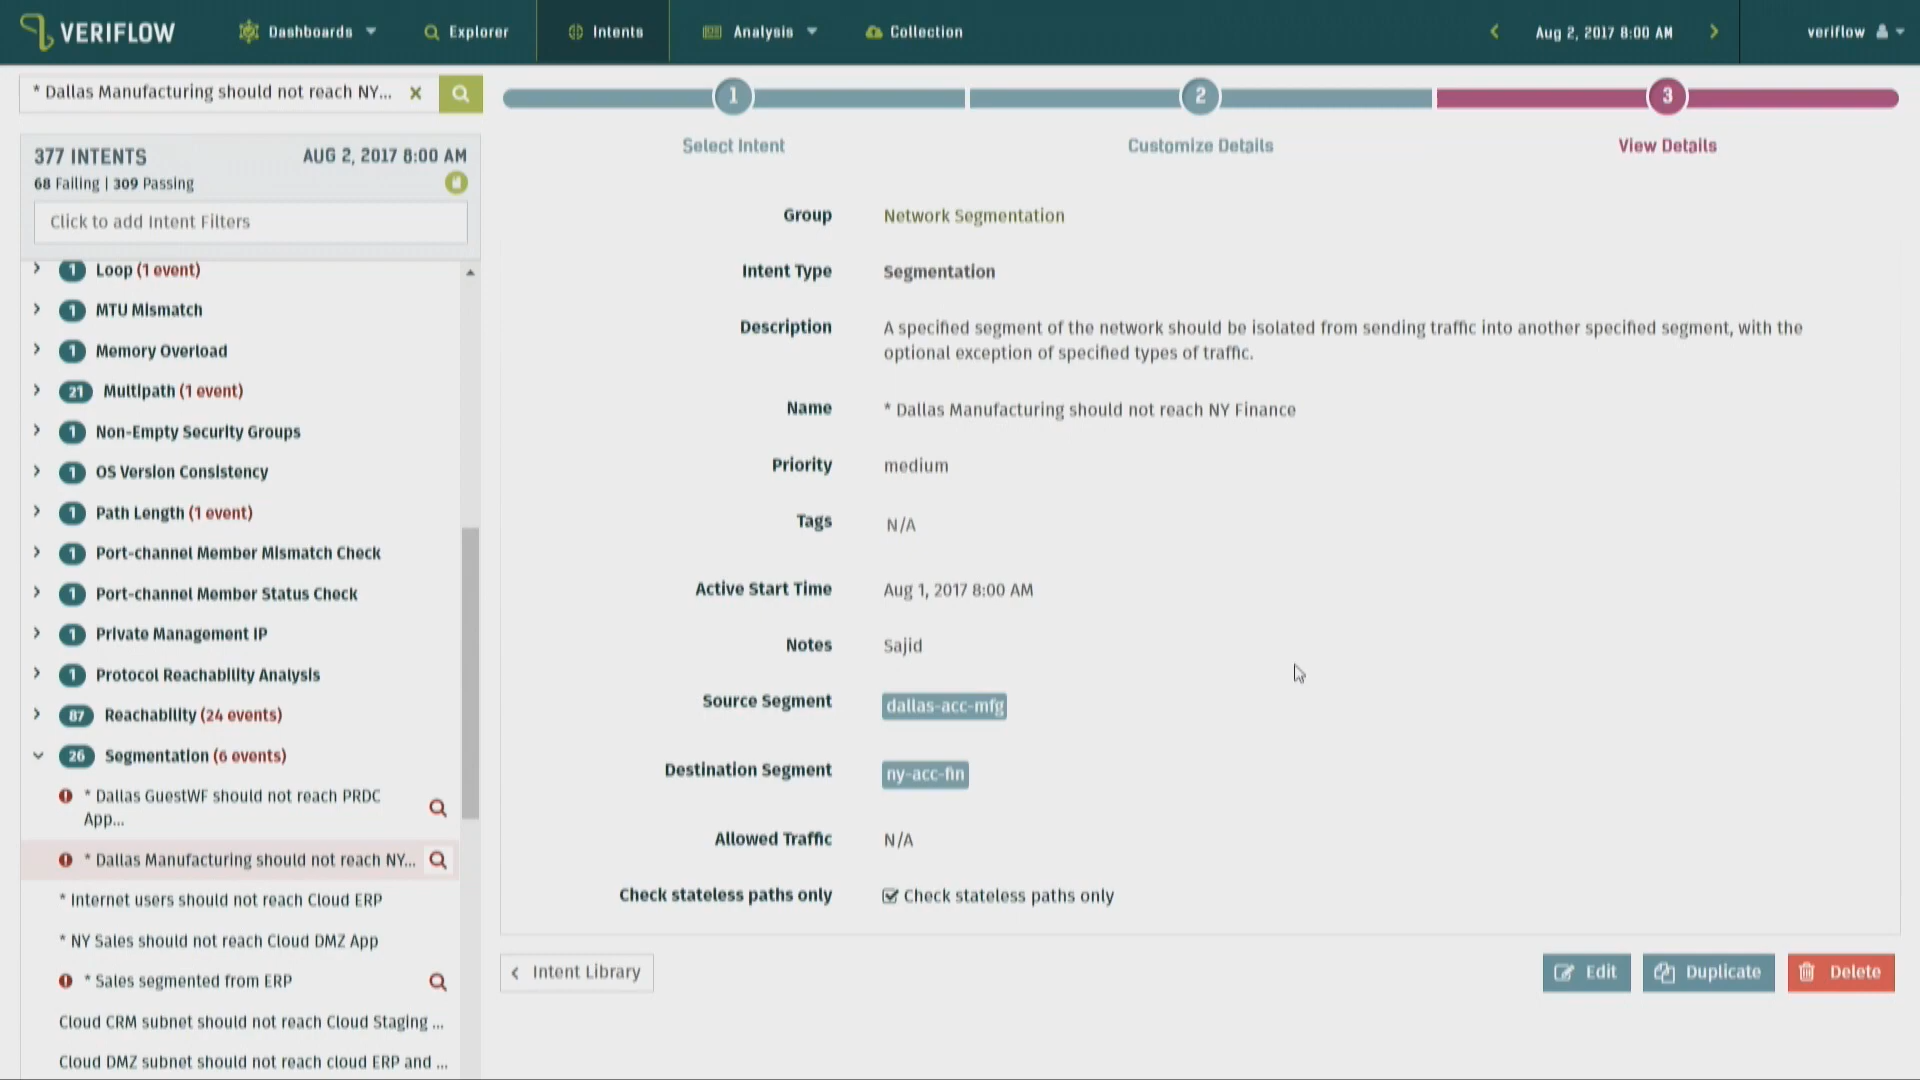 VERIFLOW
Dashboards
Explorer
Intents
Analysis
Collection
Aug 2, 2017 8:00 AM
veriflow
* Dallas Manufacturing should not reach NY...
377 INTENTS
AUG 2, 2017 8:00 AM
68 Failing | 309 Passing
Click to add Intent Filters
1 Loop (1 event)
1 MTU Mismatch
1 Memory Overload
21 Multipath (1 event)
1 Non-Empty Security Groups
1 OS Version Consistency
1 Path Length (1 event)
1 Port-channel Member Mismatch Check
1 Port-channel Member Status Check
1 Private Management IP
1 Protocol Reachability Analysis
87 Reachability (24 events)
26 Segmentation (6 events)
* Dallas GuestWF should not reach PRDC
App...
* Dallas Manufacturing should not reach NY...
* Internet users should not reach Cloud ERP
* NY Sales should not reach Cloud DMZ App
* Sales segmented from ERP
Cloud CRM subnet should not reach Cloud Staging ...
Cloud DMZ subnet should not reach cloud ERP and ...
1
2
3
Select Intent
Customize Details
View Details
Group Network Segmentation
Intent Type Segmentation
Description A specified segment of the network should be isolated from sending traffic into another specified segment, with the
optional exception of specified types of traffic.
Name * Dallas Manufacturing should not reach NY Finance
Priority medium
Tags N/A
Active Start Time Aug 1, 2017 8:00 AM
Notes Sajid
Source Segment dallas-acc-mfg
Destination Segment ny-acc-fin
Allowed Traffic N/A
Check stateless paths only Check stateless paths only
Intent Library
Edit
Duplicate
Delete